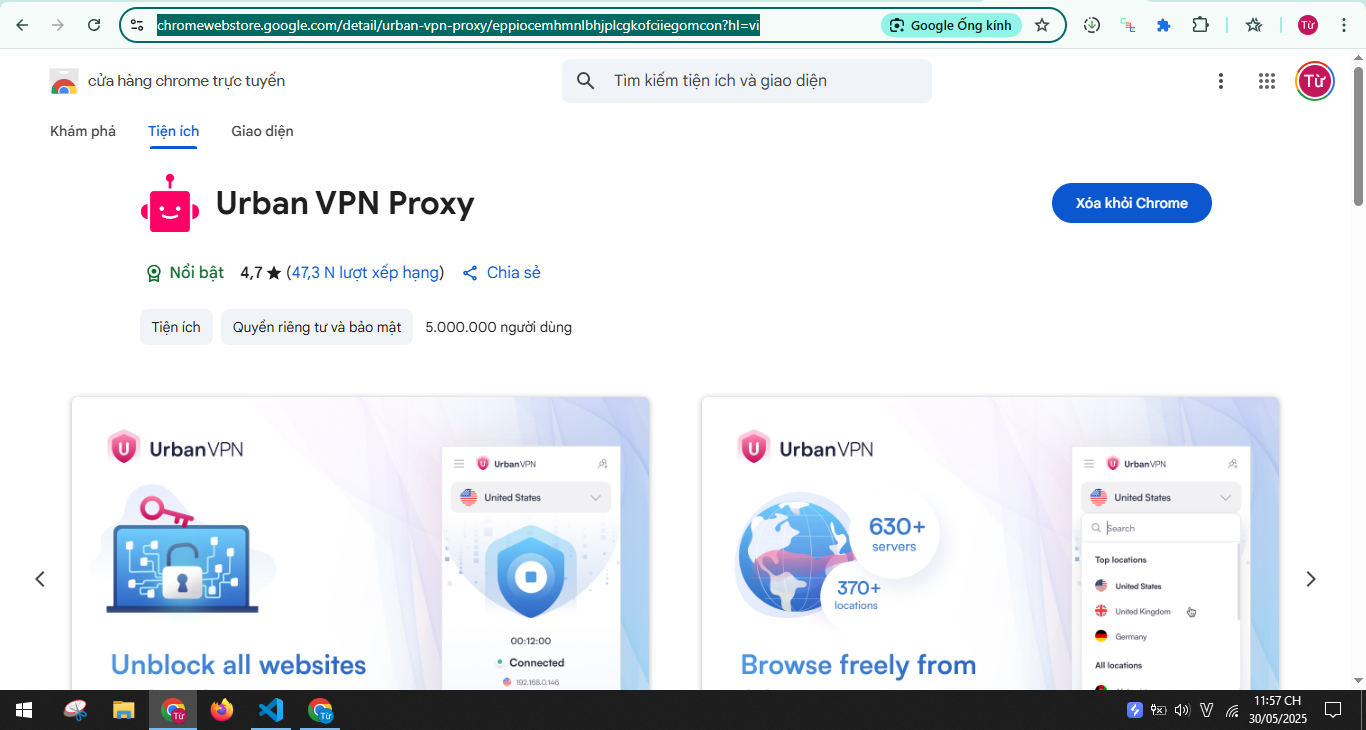 chromewebstore.google.com/detail/urban-vpn-proxy/eppiocemhmnlbhjplcgkofciiegomcon?hl=vi
Google Ống kính
Từ
cửa hàng chrome trực tuyến
Tìm kiếm tiện ích và giao diện
Từ
Khám phá
Tiện ích
Giao diện
Urban VPN Proxy
Xóa khỏi Chrome
Nổi bật 4,7 ★ (47,3 N lượt xếp hạng) Chia sẻ
Tiện ích
Quyền riêng tư và bảo mật
5.000.000 người dùng
U UrbanVPN
U UrbanVPN
United States
00:12:00
Connected
192.168.0.146
Unblock all websites
U UrbanVPN
630+
servers
370+
locations
Browse freely from
U UrbanVPN
United States
Search
Top locations
United States
United Kingdom
Germany
All locations
Từ
Từ
11:57 CH
30/05/2025